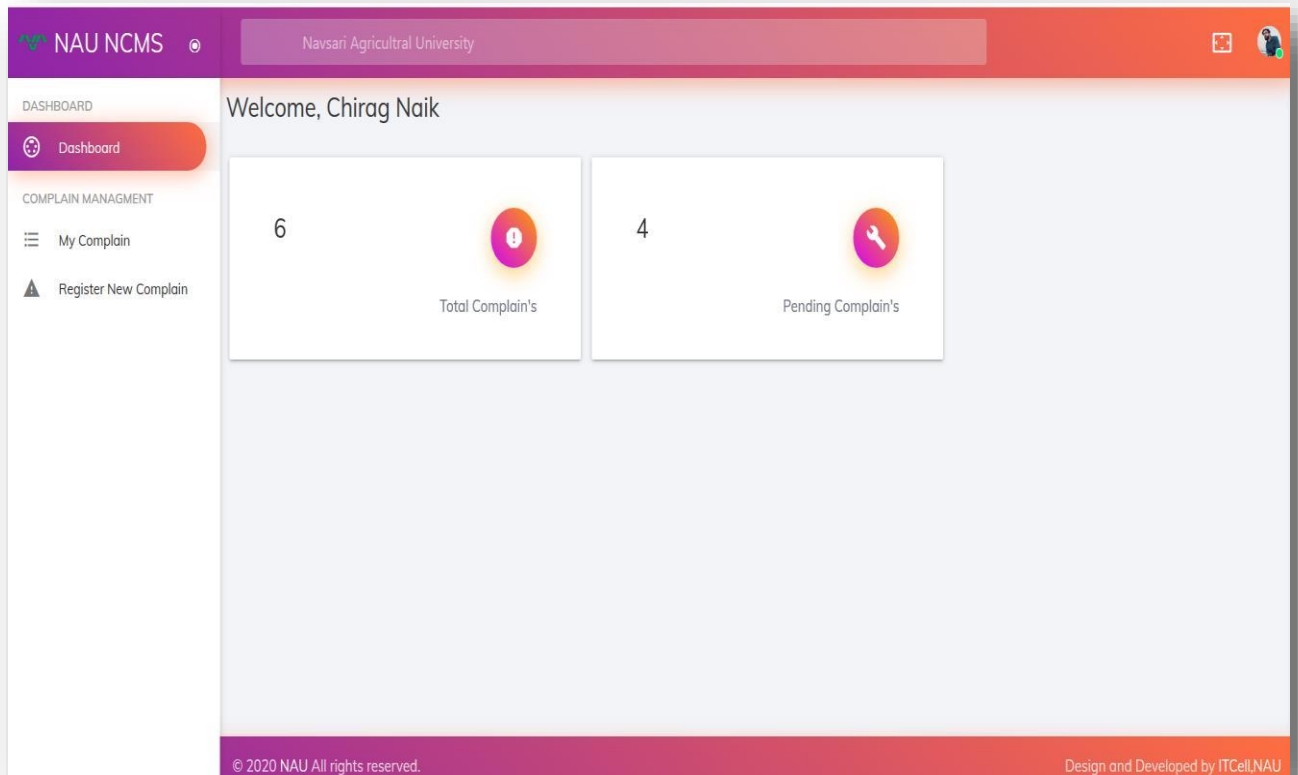 NAU NCMS
Navsari Agricultral University
DASHBOARD
Dashboard
COMPLAIN MANAGMENT
My Complain
Register New Complain
Welcome, Chirag Naik
6
Total Complain's
4
Pending Complain's
© 2020 NAU All rights reserved.
Design and Developed by ITCell,NAU